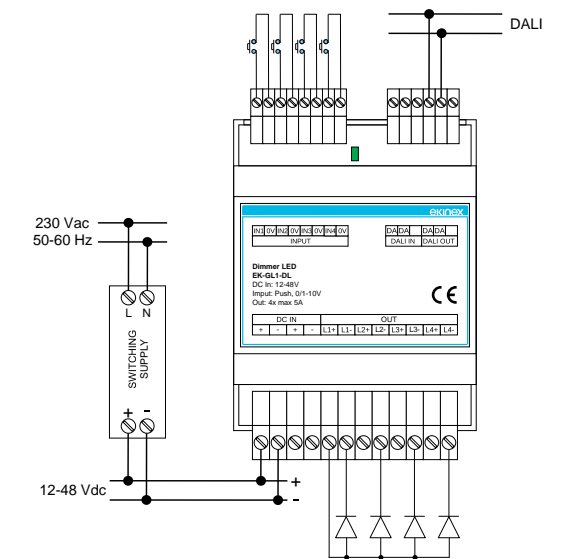 DALI
ekinex
IN1 0V IN2 0V IN3 0V IN4 0V
INPUT
DA DA DA DA
DALI IN DALI OUT
230 Vac
50-60 Hz
Dimmer LED
EK-GL1-DL
DC In: 12-48V
Imput: Push, 0/1-10V
Out: 4x max 5A
CE
L N
DC IN OUT
+ - + - L1+ L1- L2+ L2- L3+ L3- L4+ L4-
SWITCHING
SUPPLY
+ -
12-48 Vdc
+
-